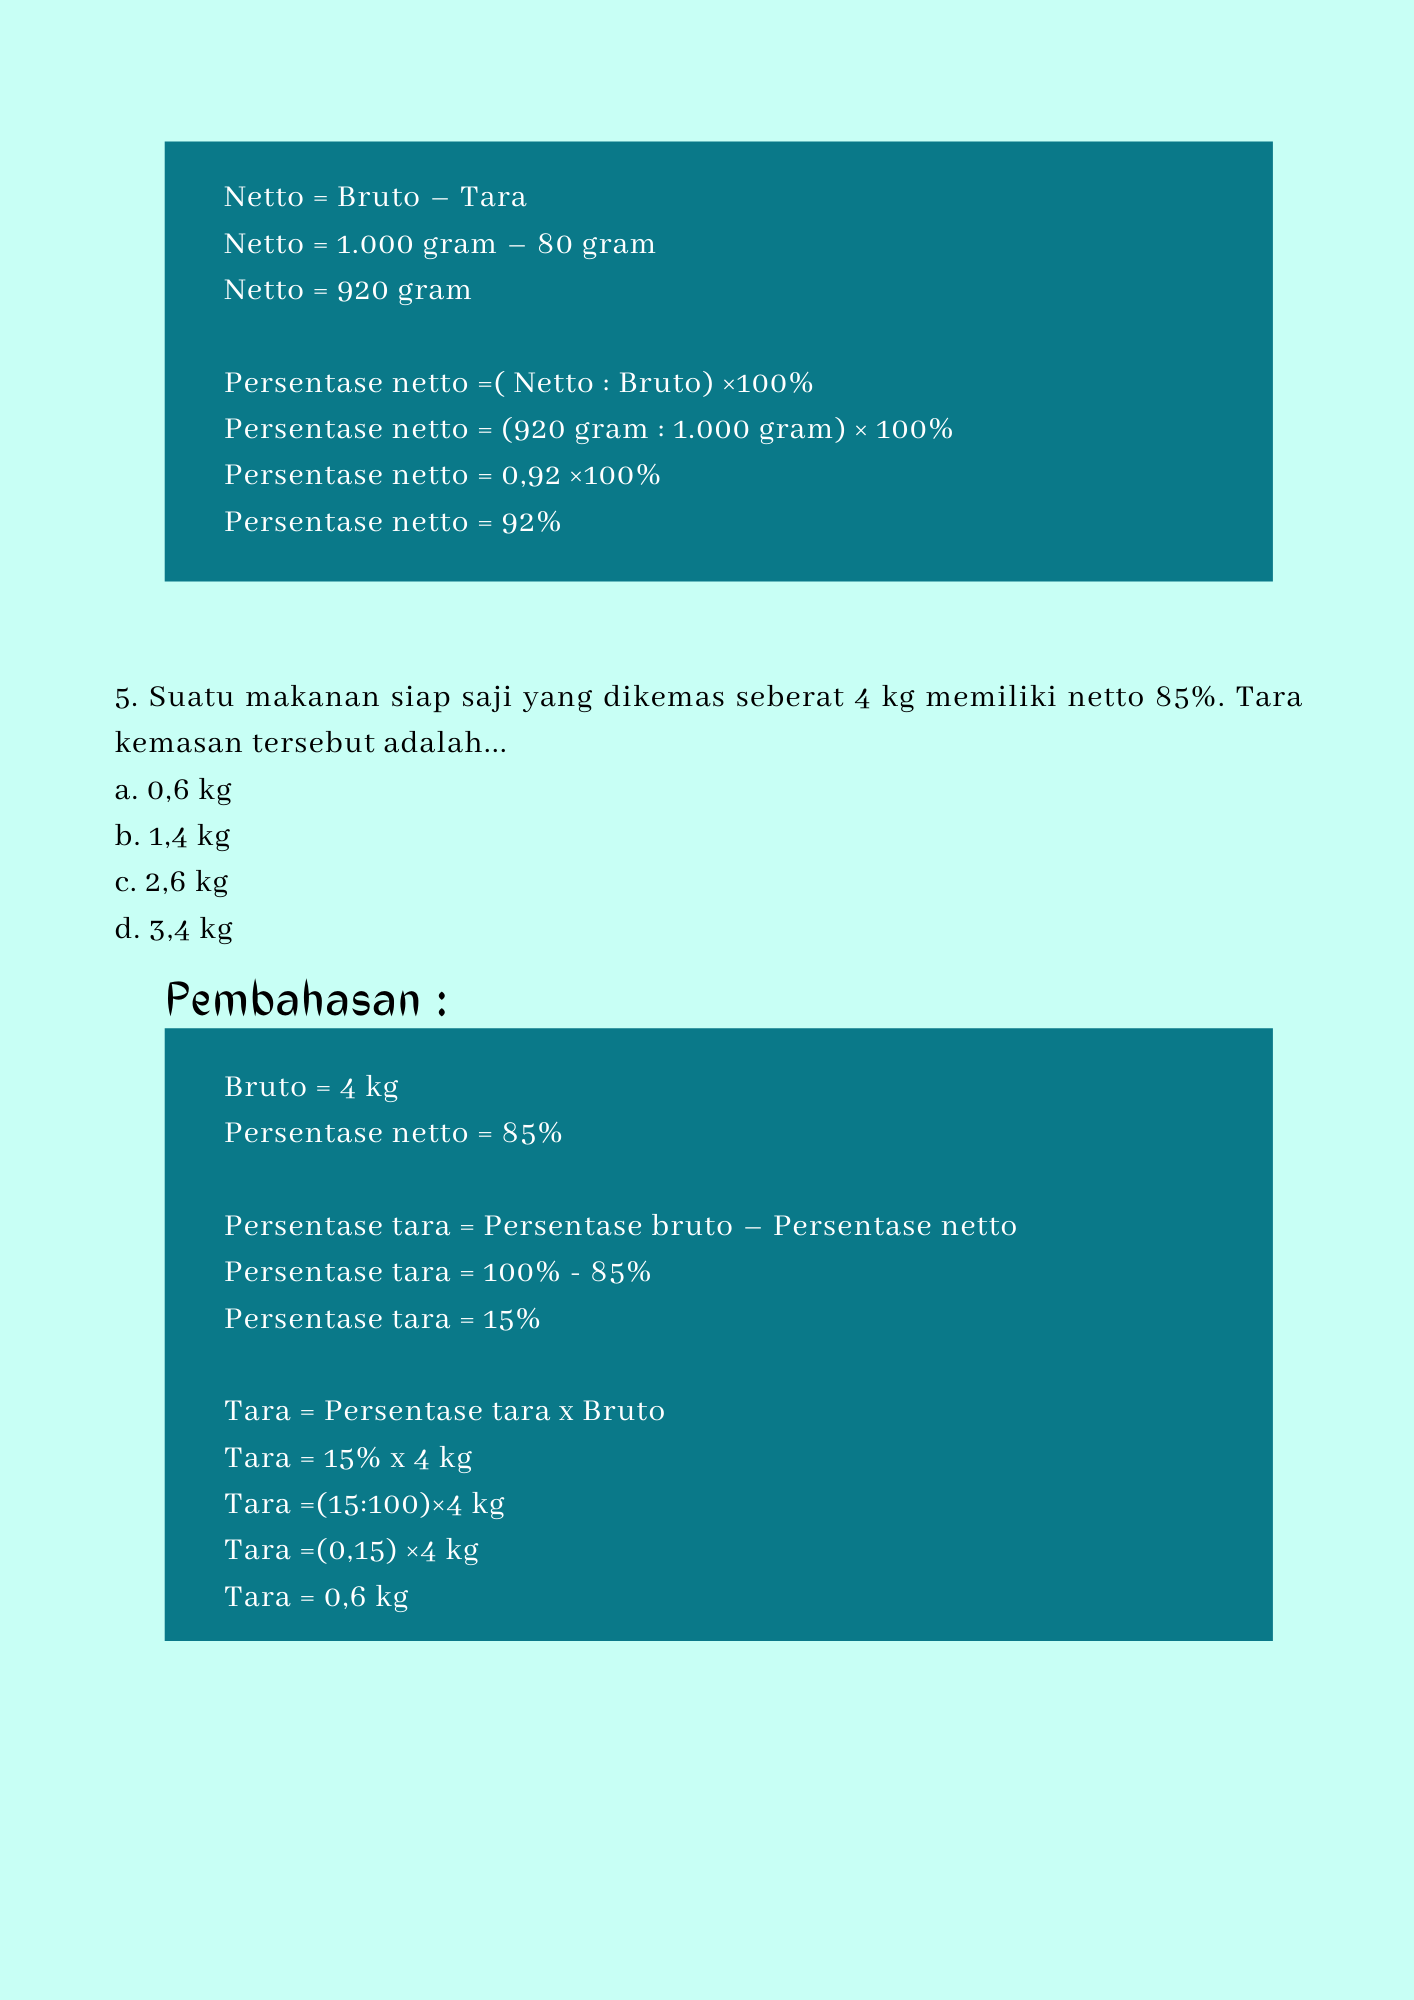 Netto = Bruto – Tara
Netto = 1.000 gram – 80 gram
Netto = 920 gram
Persentase netto =( Netto : Bruto) ×100%
Persentase netto = (920 gram : 1.000 gram) × 100%
Persentase netto = 0,92 ×100%
Persentase netto = 92%
5. Suatu makanan siap saji yang dikemas seberat 4 kg memiliki netto 85%. Tara
kemasan tersebut adalah...
a. 0,6 kg
b. 1,4 kg
c. 2,6 kg
d. 3,4 kg
Pembahasan :
Bruto = 4 kg
Persentase netto = 85%
Persentase tara = Persentase bruto – Persentase netto
Persentase tara = 100% - 85%
Persentase tara = 15%
Tara = Persentase tara x Bruto
Tara = 15% x 4 kg
Tara =(15:100)×4 kg
Tara =(0,15) ×4 kg
Tara = 0,6 kg